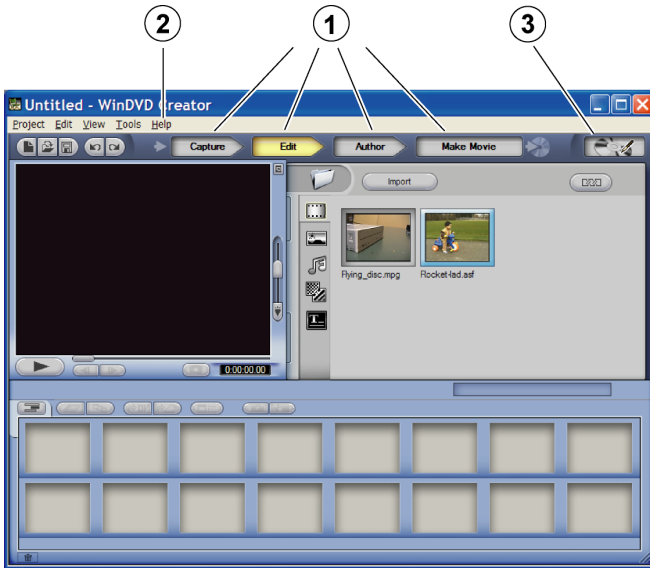 2 1 3
Untitled - WinDVD Creator
Project Edit View Tools Help
Capture Edit Author Make Movie
Import
Flying_disc.mpg Rocket-lad.asf
T_
0:00:00.00